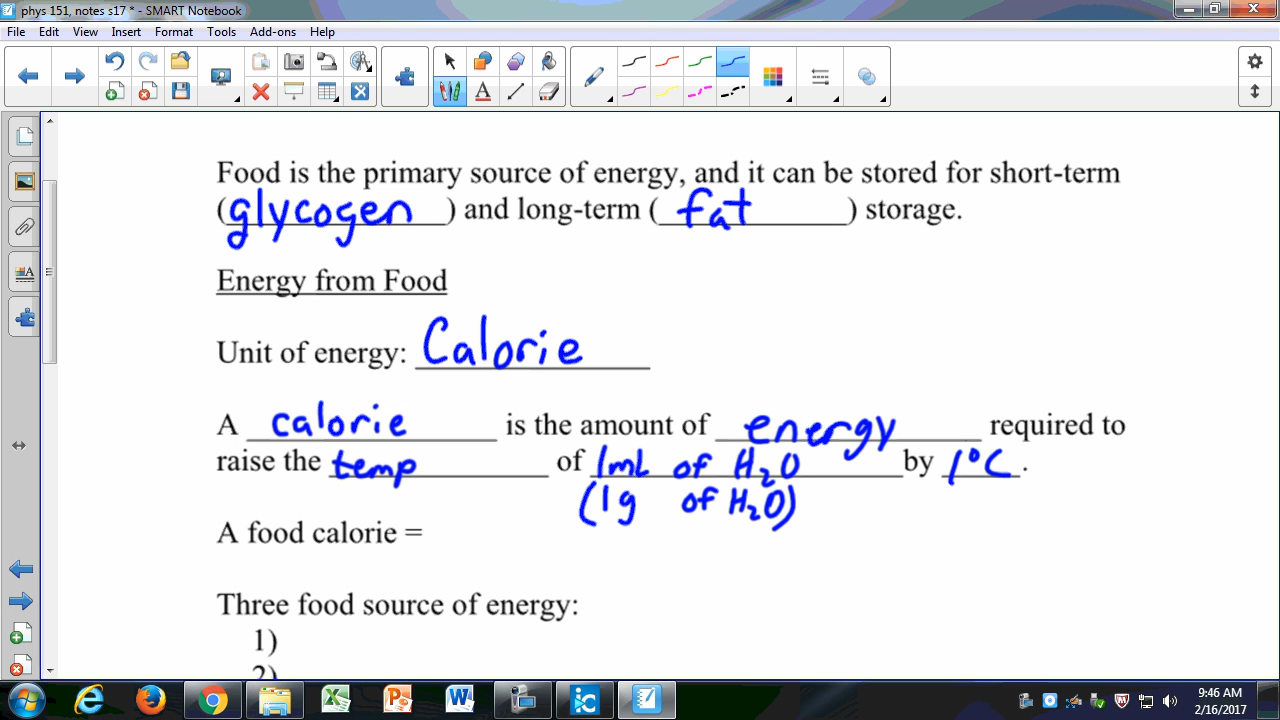 phys 151, notes s17 * - SMART Notebook
File Edit View Insert Format Tools Add-ons Help
Food is the primary source of energy, and it can be stored for short-term
(glycogen) and long-term (fat) storage.
Energy from Food
Unit of energy: Calorie
A calorie is the amount of energy required to
raise the temp of 1mL of H₂O by 1°C.
(1g of H₂O)
A food calorie =
Three food source of energy:
1)
2)
9:46 AM
2/16/2017